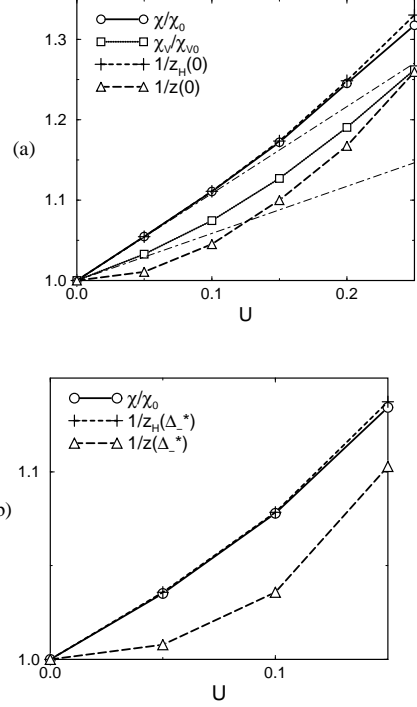 χ/χ₀
χ_V/χ_V0
1/z_H(0)
1/z(0)
1.3
1.2
1.1
1.0
(a)
0.0 0.1 0.2
U
χ/χ₀
1/z_H(Δ_-*)
1/z(Δ_-*)
1.1
1.0
b)
0.0 0.1
U